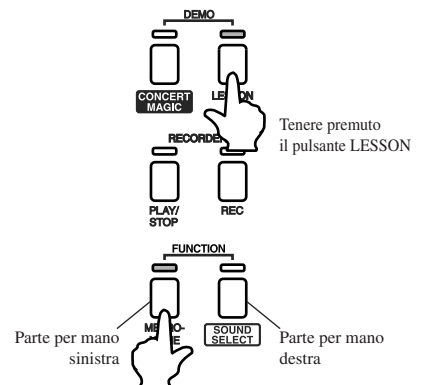 DEMO
CONCERT
MAGIC
Tenere premuto
il pulsante LESSON
RECORDER
PLAY/
STOP
REC
FUNCTION
Parte per mano
sinistra
SOUND
SELECT
Parte per mano
destra